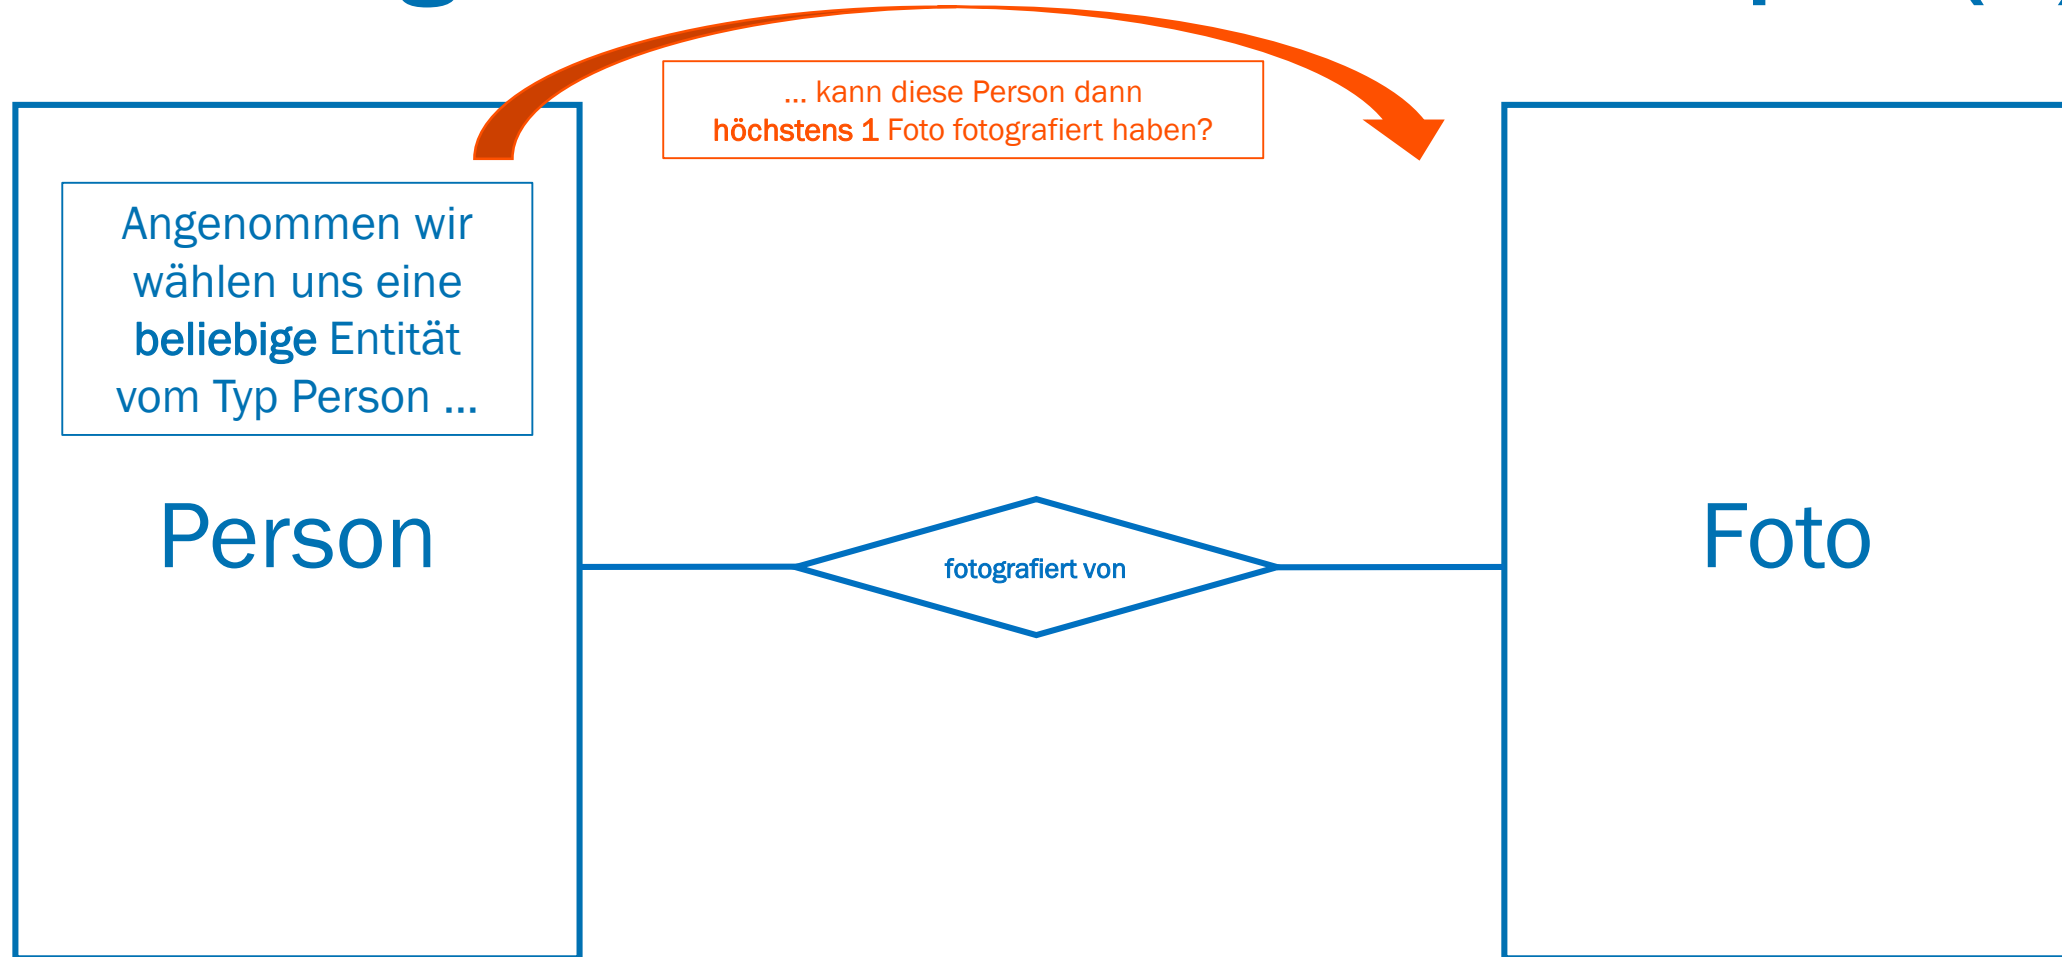 ... kann diese Person dann
höchstens 1 Foto fotografiert haben?
Angenommen wir
wählen uns eine
beliebige Entität
vom Typ Person ...
Person
fotografiert von
Foto